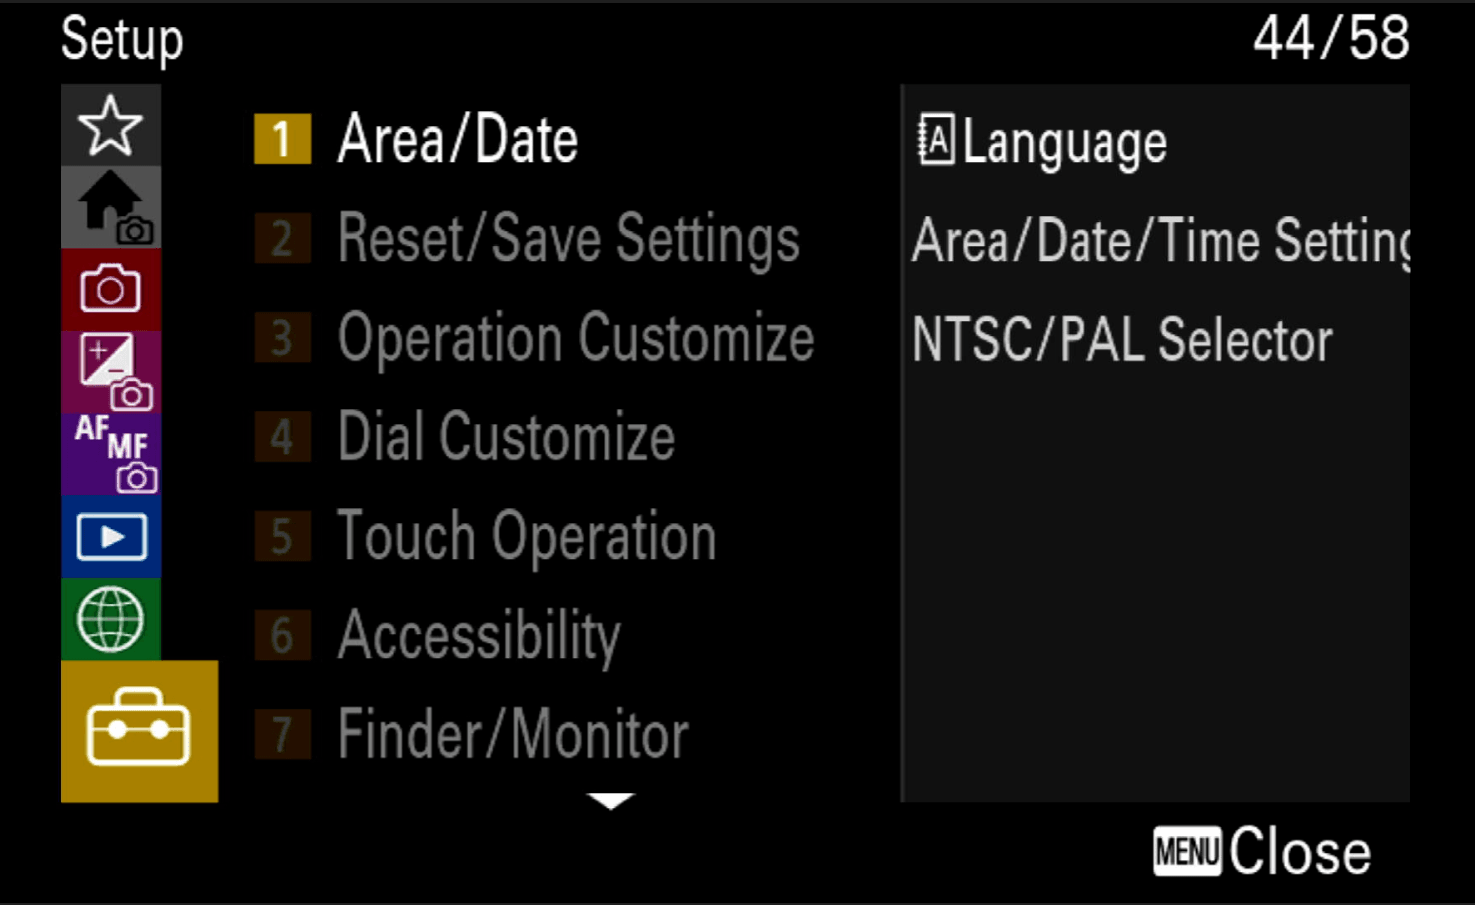 Setup
44/58
1 Area/Date
2 Reset/Save Settings
3 Operation Customize
4 Dial Customize
5 Touch Operation
6 Accessibility
7 Finder/Monitor
AF
MF
A Language
Area/Date/Time Setting
NTSC/PAL Selector
MENU Close